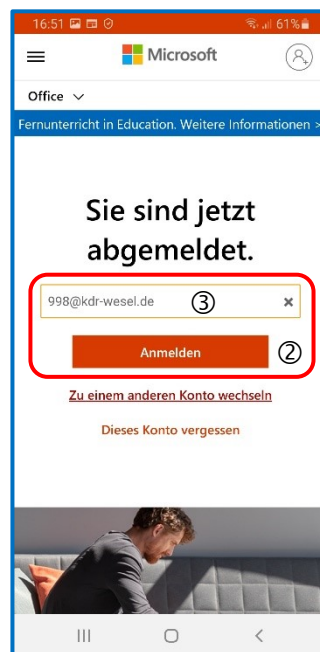 16:51 61%
Microsoft
Office
Fernunterricht in Education. Weitere Informationen >
Sie sind jetzt
abgemeldet.
998@kdr-wesel.de ③
Anmelden ②
Zu einem anderen Konto wechseln
Dieses Konto vergessen